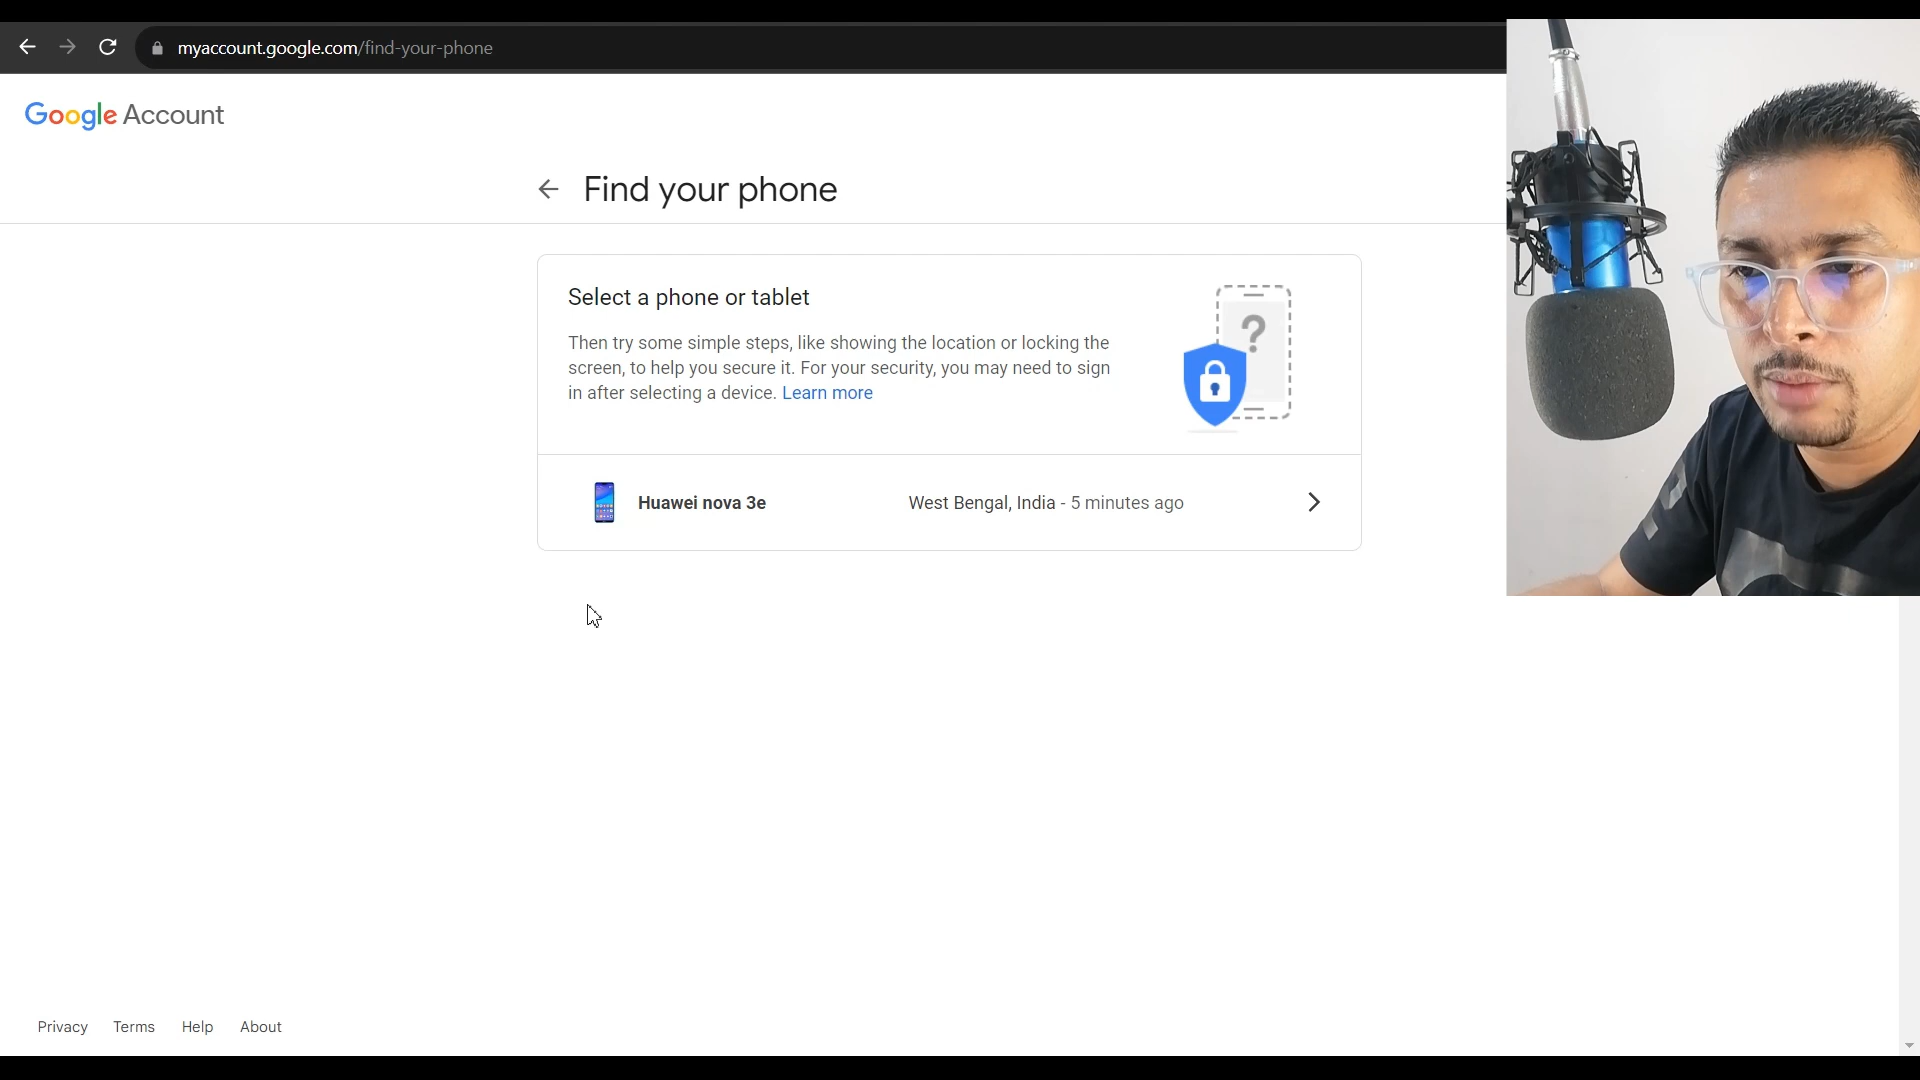 myaccount.google.com/find-your-phone
Google Account
Find your phone
Select a phone or tablet
Then try some simple steps, like showing the location or locking the
screen, to help you secure it. For your security, you may need to sign
in after selecting a device. Learn more
?
Huawei nova 3e West Bengal, India - 5 minutes ago
Privacy Terms Help About